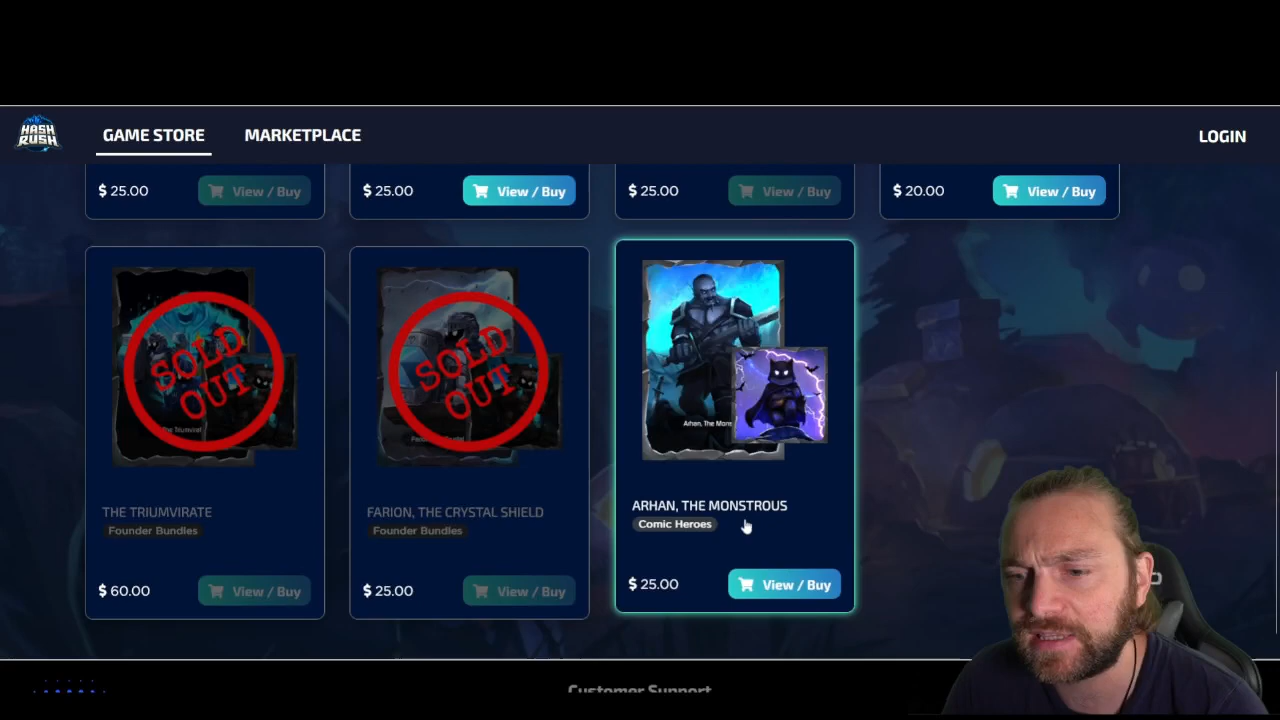 HASH
RUSH
GAME STORE
MARKETPLACE
LOGIN
$ 25.00
View / Buy
$ 25.00
View / Buy
$ 25.00
View / Buy
$ 20.00
View / Buy
SOLD
OUT
The Triumvirat
THE TRIUMVIRATE
Founder Bundles
$ 60.00
View / Buy
SOLD
OUT
FARION, THE CRYSTAL SHIELD
Founder Bundles
$ 25.00
View / Buy
Arhan, The Mons
ARHAN, THE MONSTROUS
Comic Heroes
$ 25.00
View / Buy
Customer Support